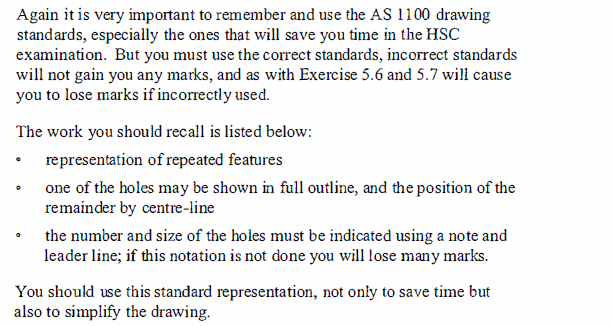 Again it is very important to remember and use the AS 1100 drawing
standards, especially the ones that will save you time in the HSC
examination.  But you must use the correct standards, incorrect standards
will not gain you any marks, and as with Exercise 5.6 and 5.7 will cause
you to lose marks if incorrectly used.
The work you should recall is listed below:
• representation of repeated features
• one of the holes may be shown in full outline, and the position of the
remainder by centre-line
• the number and size of the holes must be indicated using a note and
leader line; if this notation is not done you will lose many marks.
You should use this standard representation, not only to save time but
also to simplify the drawing.